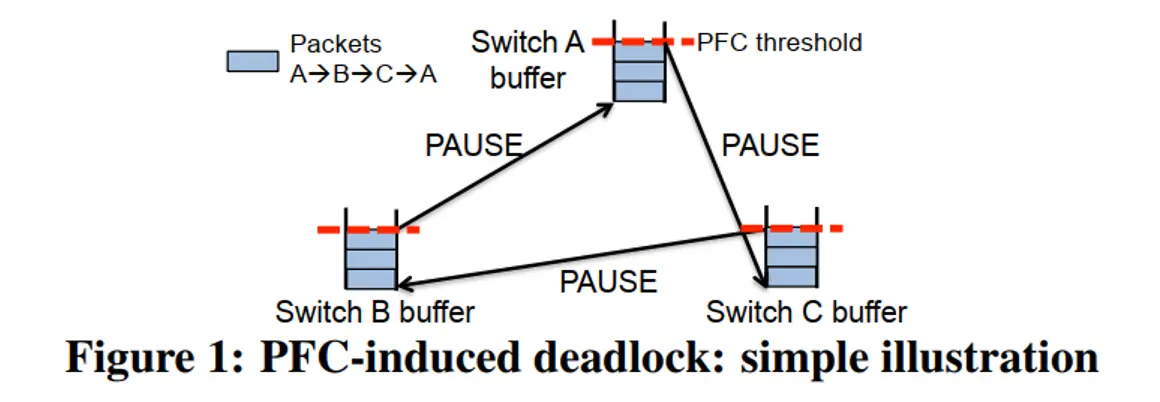 Packets
A→B→C→A
Switch A
buffer
PFC threshold
PAUSE
PAUSE
PAUSE
Switch B buffer
Switch C buffer
Figure 1: PFC-induced deadlock: simple illustration